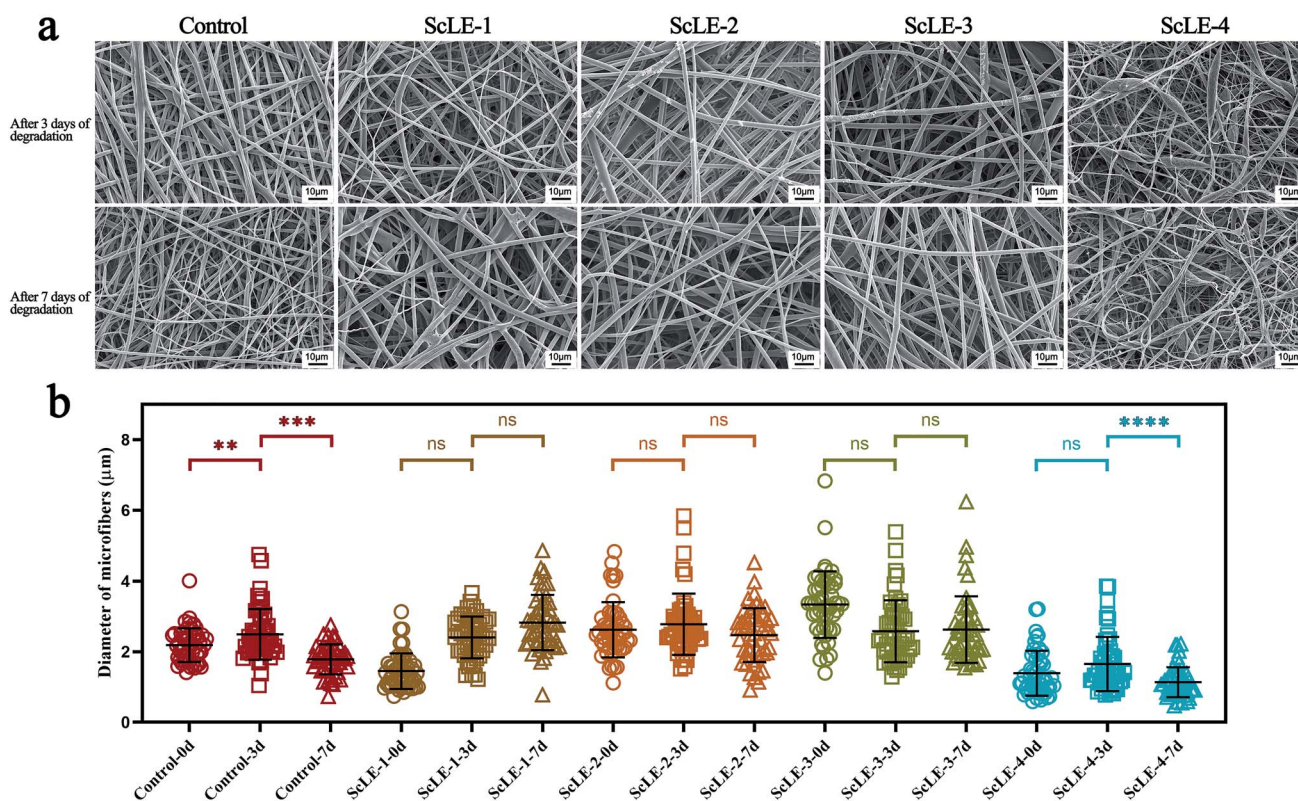 a
Control ScLE-1 ScLE-2 ScLE-3 ScLE-4
After 3 days of
degradation
10μm 10μm 10μm 10μm 10μm
After 7 days of
degradation
10μm 10μm 10μm 10μm 10μm
b
Diameter of microfibers (μm)
8
6
4
2
0
** *** ns ns ns ns ns ns ns ****
Control-0d
Control-3d
Control-7d
ScLE-1-0d
ScLE-1-3d
ScLE-1-7d
ScLE-2-0d
ScLE-2-3d
ScLE-2-7d
ScLE-3-0d
ScLE-3-3d
ScLE-3-7d
ScLE-4-0d
ScLE-4-3d
ScLE-4-7d